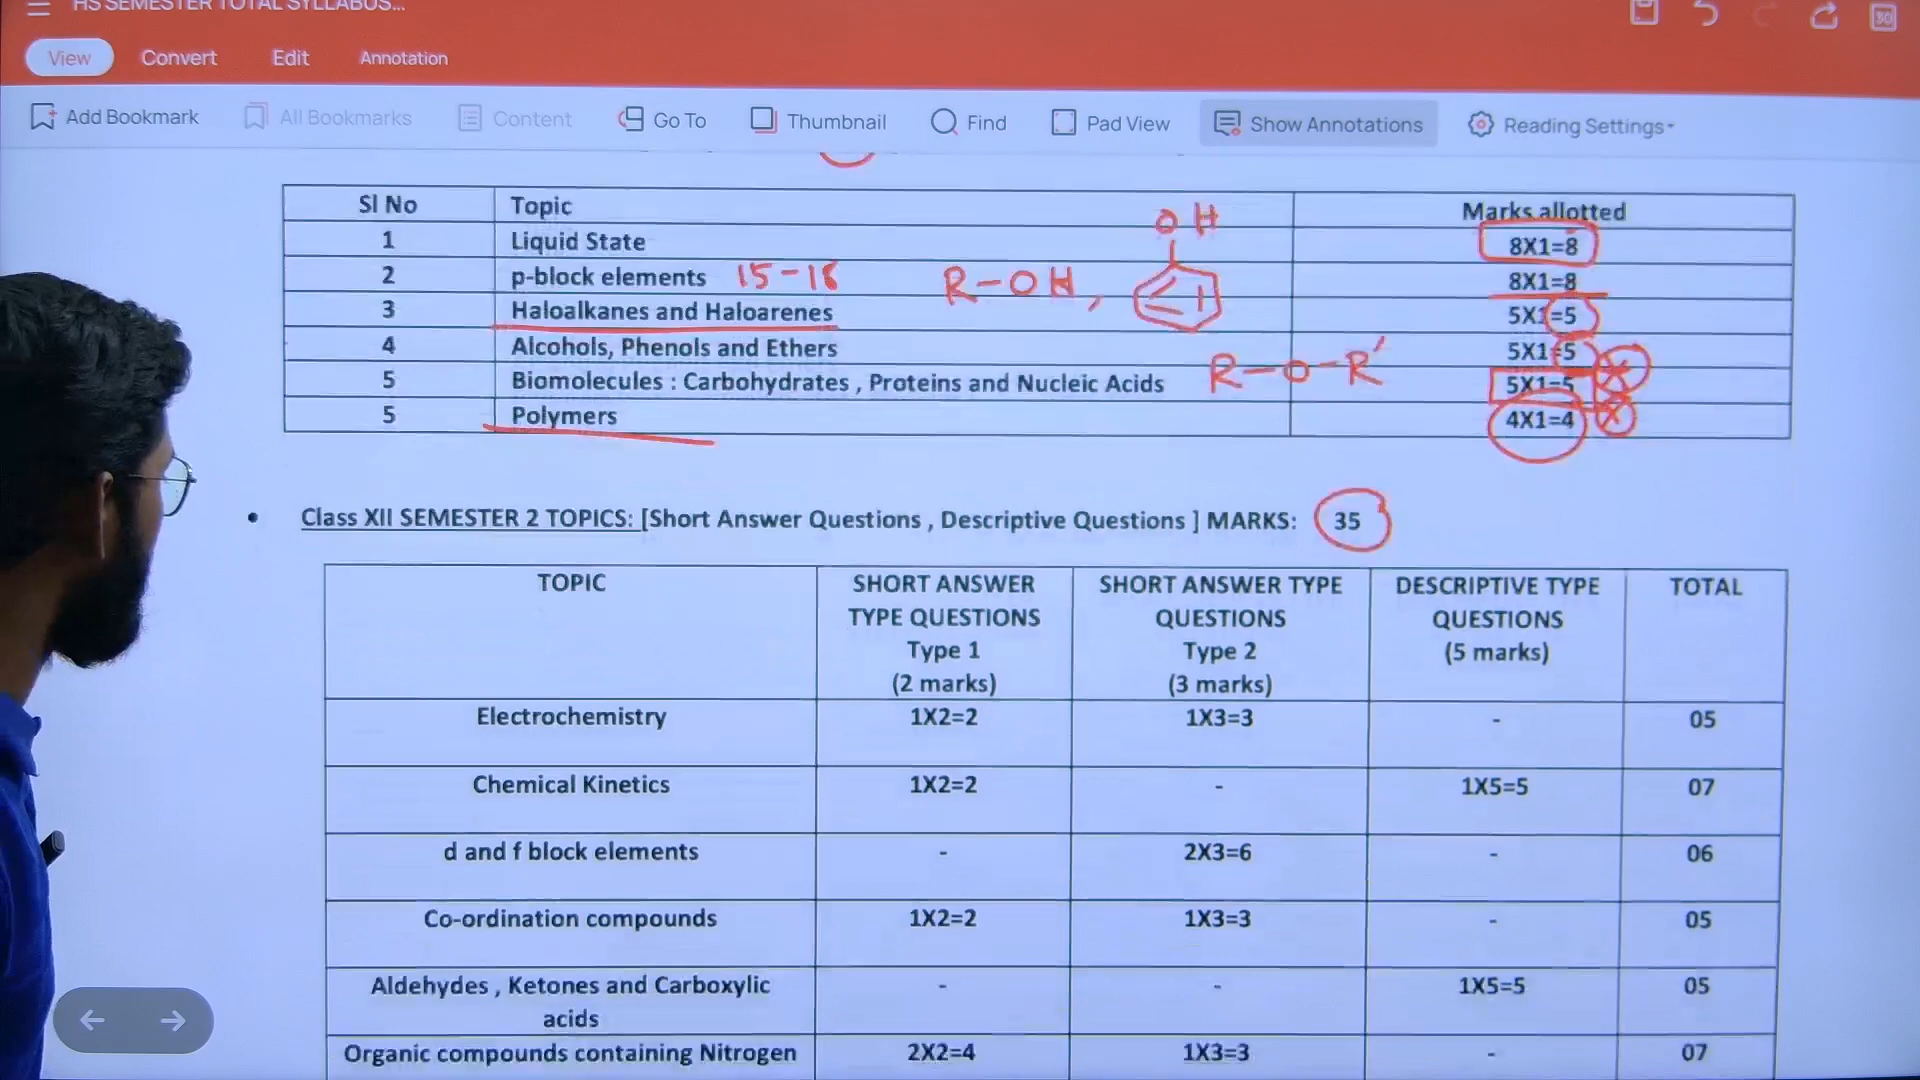 HS SEMESTER TOTAL SYLLABUS...
View Convert Edit Annotation
Add Bookmark All Bookmarks Content Go To Thumbnail Find Pad View Show Annotations Reading Settings
Sl No Topic Marks allotted
1 Liquid State 8X1=8
2 p-block elements 15-18 8X1=8
3 Haloalkanes and Haloarenes 5X1=5
4 Alcohols, Phenols and Ethers 5X1=5
5 Biomolecules : Carbohydrates , Proteins and Nucleic Acids 5X1=5
5 Polymers 4X1=4
OH
R-OH,
R-O-R'
• Class XII SEMESTER 2 TOPICS: [Short Answer Questions , Descriptive Questions ] MARKS: 35
TOPIC SHORT ANSWER TYPE QUESTIONS Type 1 (2 marks) SHORT ANSWER TYPE QUESTIONS Type 2 (3 marks) DESCRIPTIVE TYPE QUESTIONS (5 marks) TOTAL
Electrochemistry 1X2=2 1X3=3 - 05
Chemical Kinetics 1X2=2 - 1X5=5 07
d and f block elements - 2X3=6 - 06
Co-ordination compounds 1X2=2 1X3=3 - 05
Aldehydes , Ketones and Carboxylic acids - - 1X5=5 05
Organic compounds containing Nitrogen 2X2=4 1X3=3 - 07